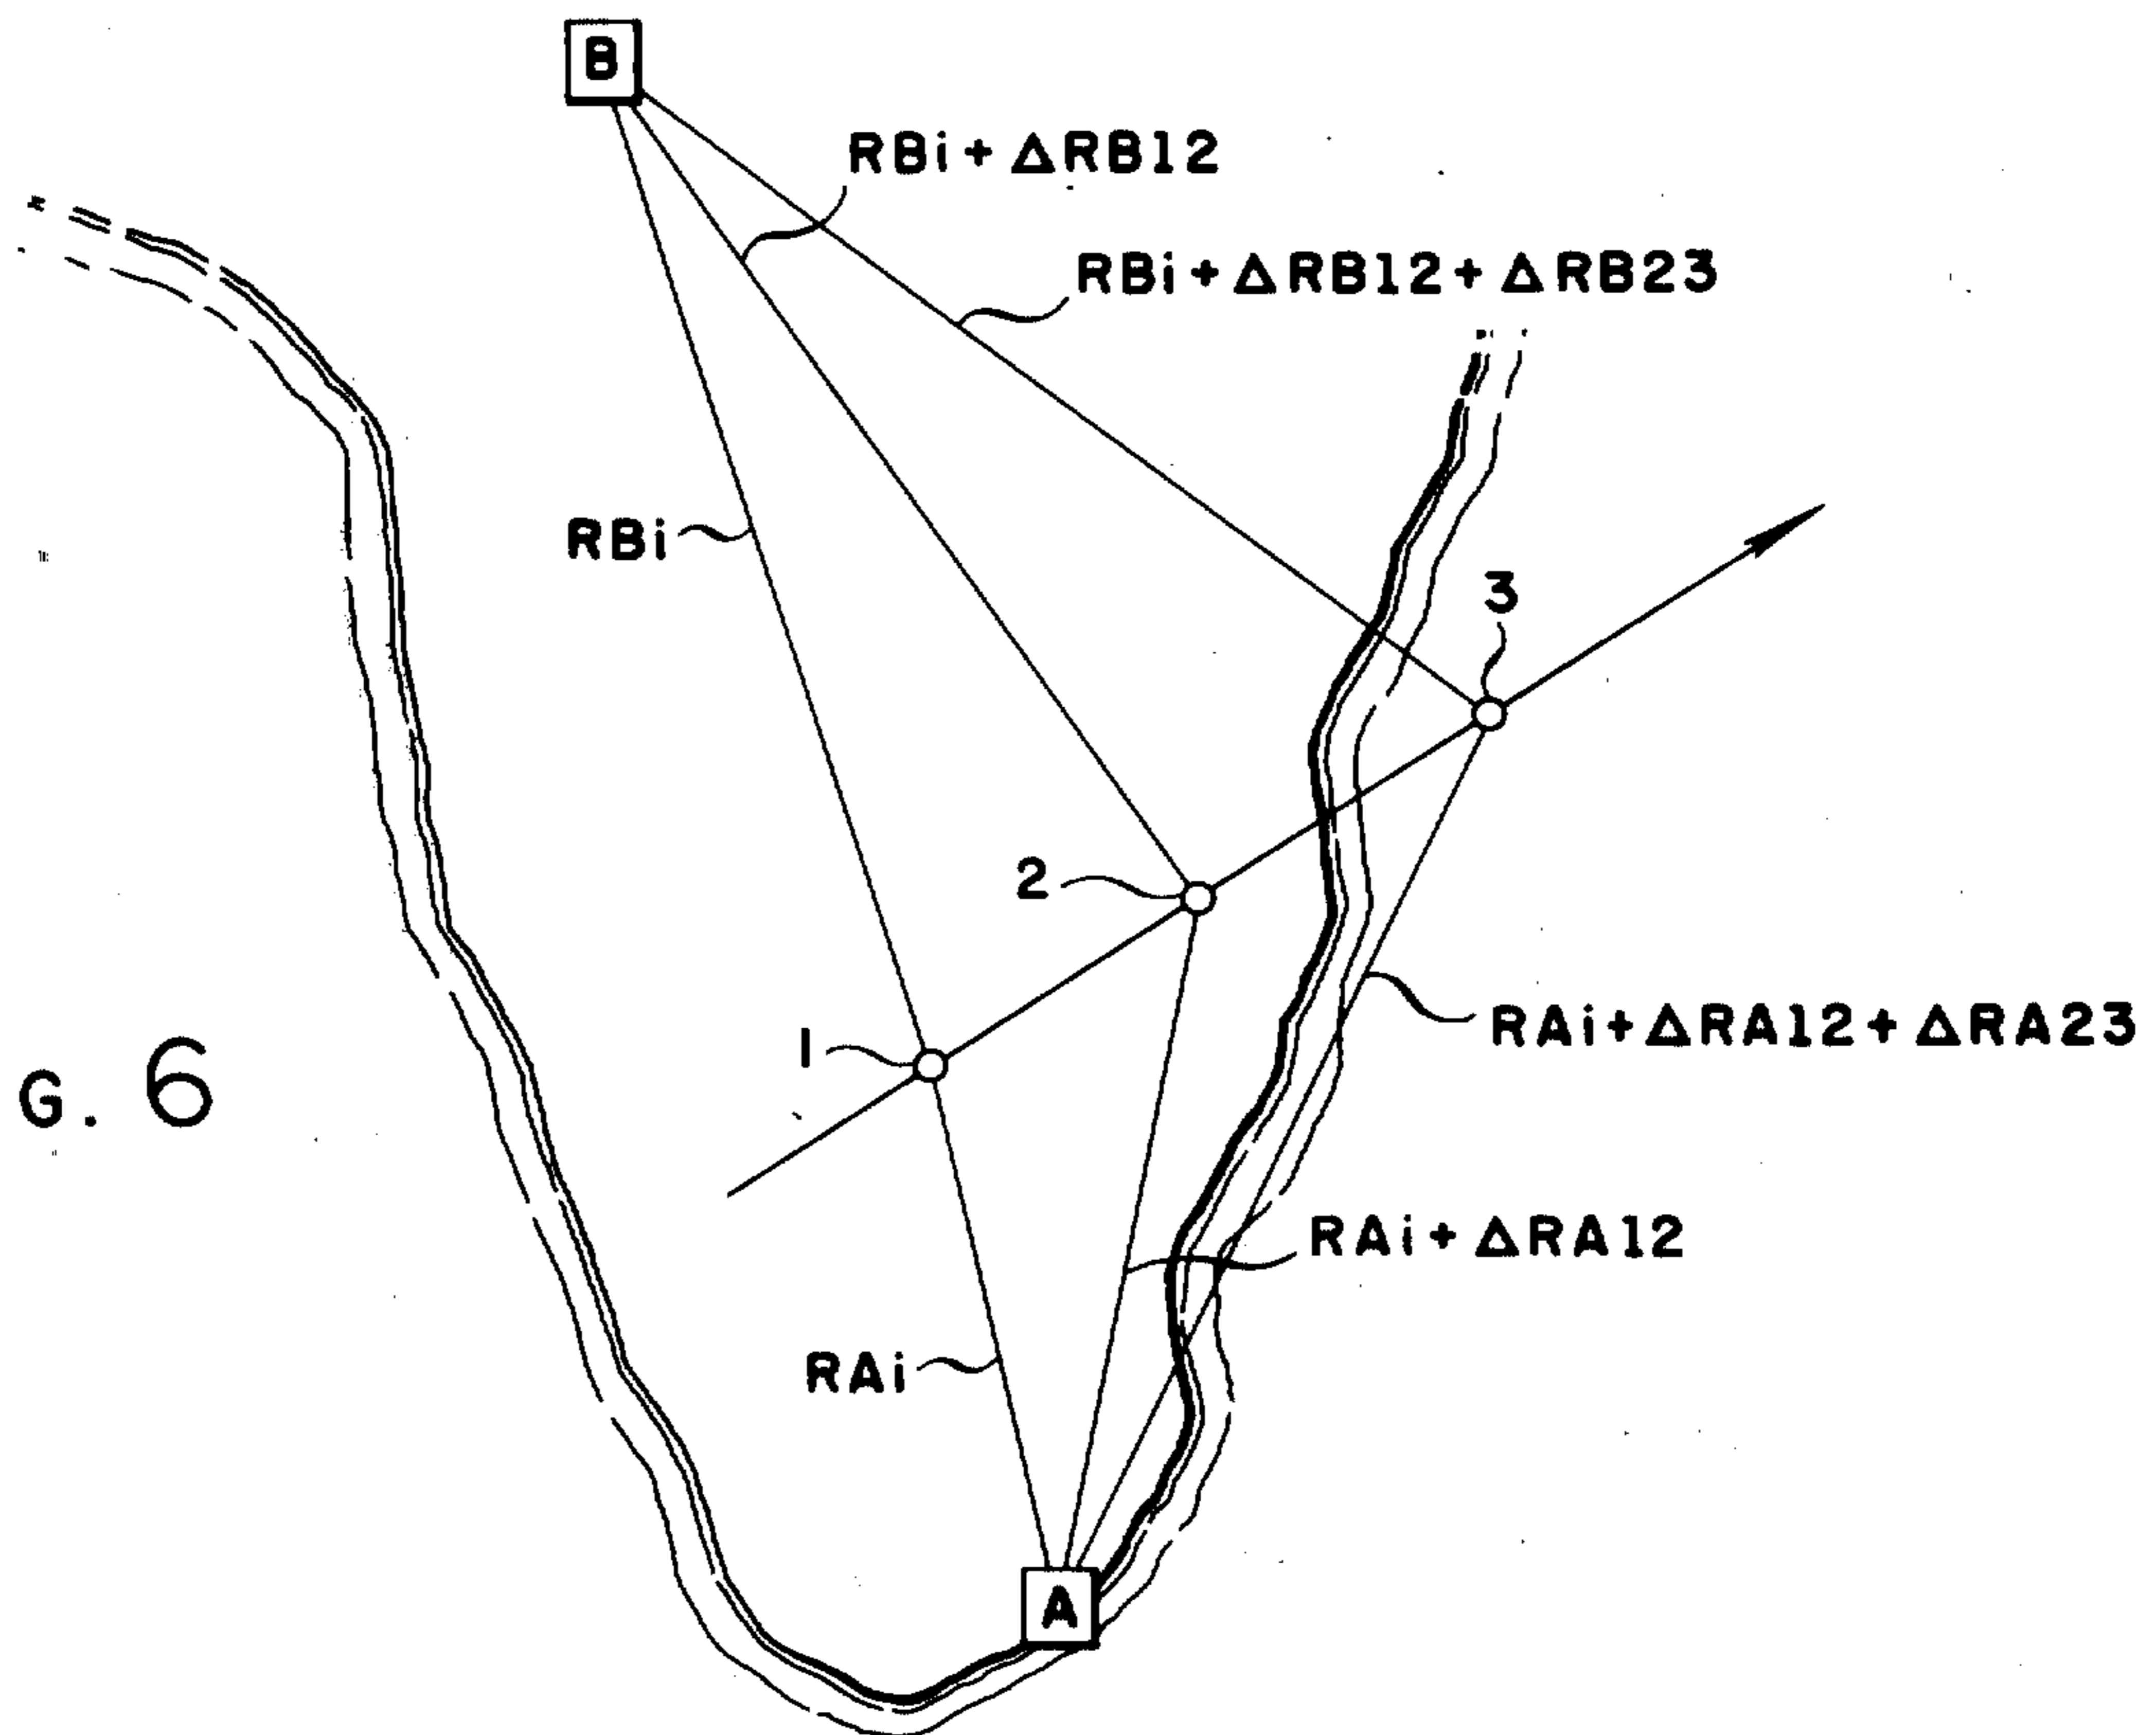 B
RBi+ΔRB12
RBi+ΔRB12+ΔRB23
RBi
3
2
1
RAi+ΔRA12+ΔRA23
G. 6
RAi+ΔRA12
RAi
A